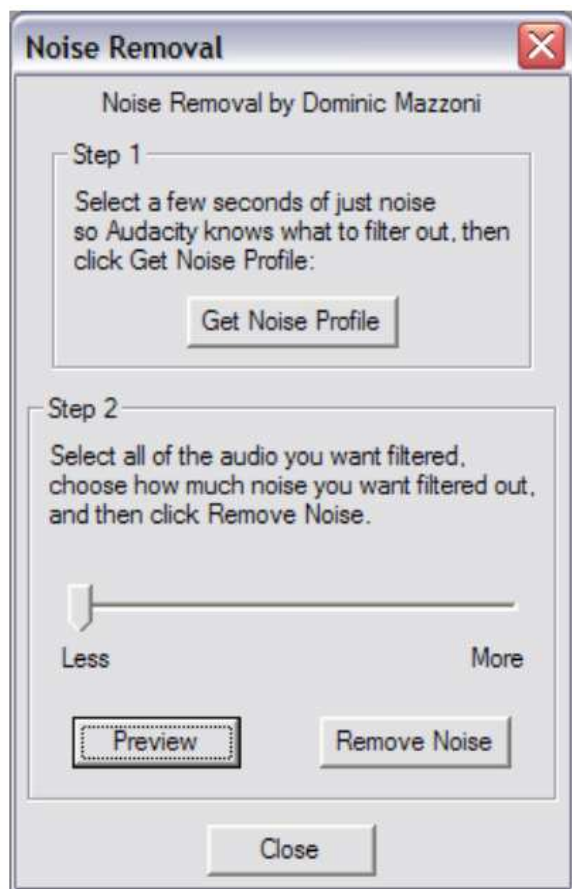 Noise Removal
Noise Removal by Dominic Mazzoni
Step 1
Select a few seconds of just noise
so Audacity knows what to filter out, then
click Get Noise Profile:
Get Noise Profile
Step 2
Select all of the audio you want filtered,
choose how much noise you want filtered out,
and then click Remove Noise.
Less More
Preview Remove Noise
Close